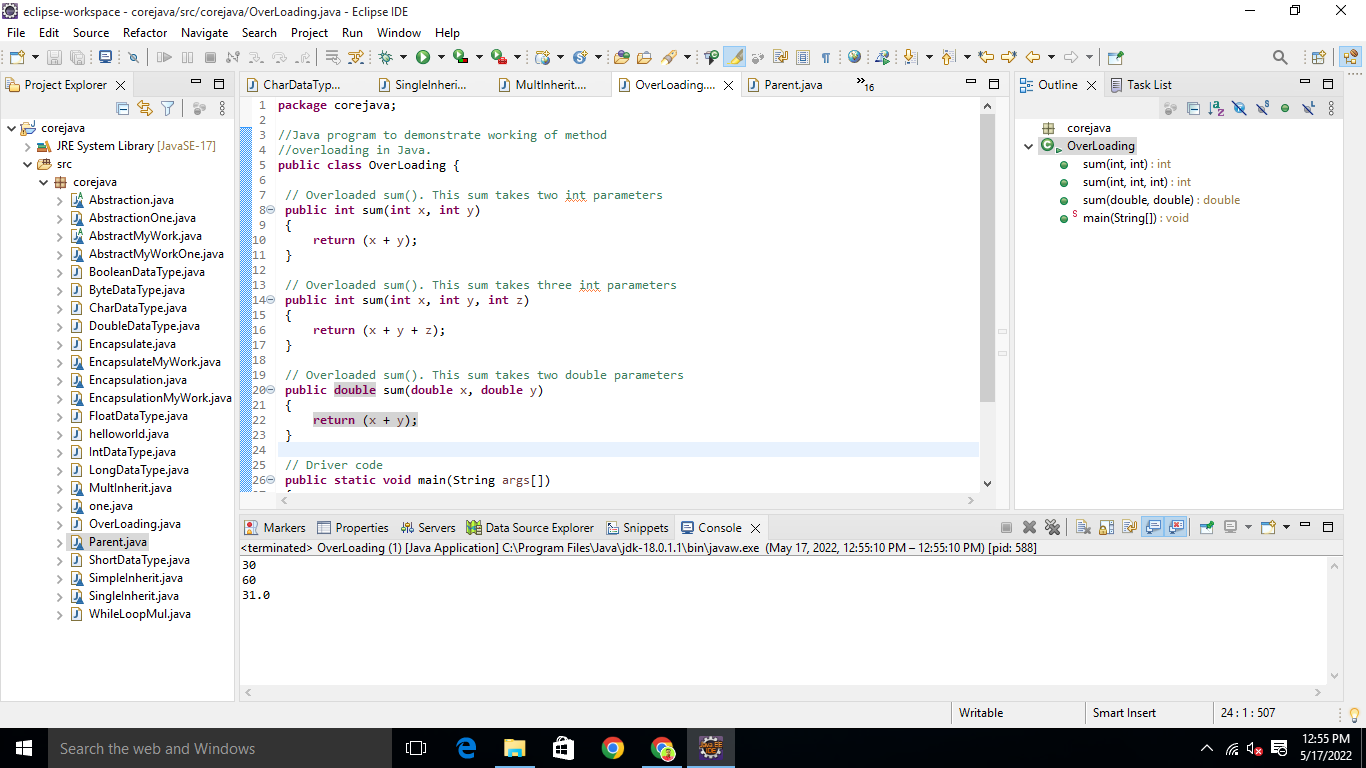 eclipse-workspace - corejava/src/corejava/OverLoading.java - Eclipse IDE
File Edit Source Refactor Navigate Search Project Run Window Help
Project Explorer
corejava
JRE System Library [JavaSE-17]
src
corejava
Abstraction.java
AbstractionOne.java
AbstractMyWork.java
AbstractMyWorkOne.java
BooleanDataType.java
ByteDataType.java
CharDataType.java
DoubleDataType.java
Encapsulate.java
EncapsulateMyWork.java
Encapsulation.java
EncapsulationMyWork.java
FloatDataType.java
helloworld.java
IntDataType.java
LongDataType.java
MultInherit.java
one.java
OverLoading.java
Parent.java
ShortDataType.java
SimpleInherit.java
SingleInherit.java
WhileLoopMul.java
CharDataTyp... SingleInheri... MultInherit.... OverLoading.... Parent.java »16
1 package corejava;
2
3 //Java program to demonstrate working of method
4 //overloading in Java.
5 public class OverLoading {
6
7 // Overloaded sum(). This sum takes two int parameters
8 public int sum(int x, int y)
9 {
10 return (x + y);
11 }
12
13 // Overloaded sum(). This sum takes three int parameters
14 public int sum(int x, int y, int z)
15 {
16 return (x + y + z);
17 }
18
19 // Overloaded sum(). This sum takes two double parameters
20 public double sum(double x, double y)
21 {
22 return (x + y);
23 }
24
25 // Driver code
26 public static void main(String args[])
Outline Task List
corejava
OverLoading
sum(int, int) : int
sum(int, int, int) : int
sum(double, double) : double
main(String[]) : void
Markers Properties Servers Data Source Explorer Snippets Console
<terminated> OverLoading (1) [Java Application] C:\Program Files\Java\jdk-18.0.1.1\bin\javaw.exe (May 17, 2022, 12:55:10 PM – 12:55:10 PM) [pid: 588]
30
60
31.0
Writable Smart Insert 24 : 1 : 507
Search the web and Windows
12:55 PM
5/17/2022